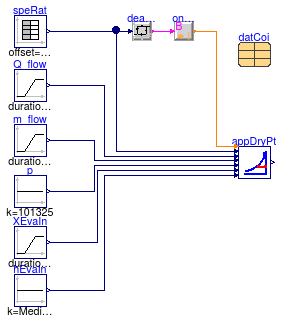 speRat
dea...
on...
B
offset=...
datCoi
Q_flow
duratio...
m_flow
duratio...
appDryPt
p
k=101325
XEvaIn
duratio...
hEvaIn
k=Medi...